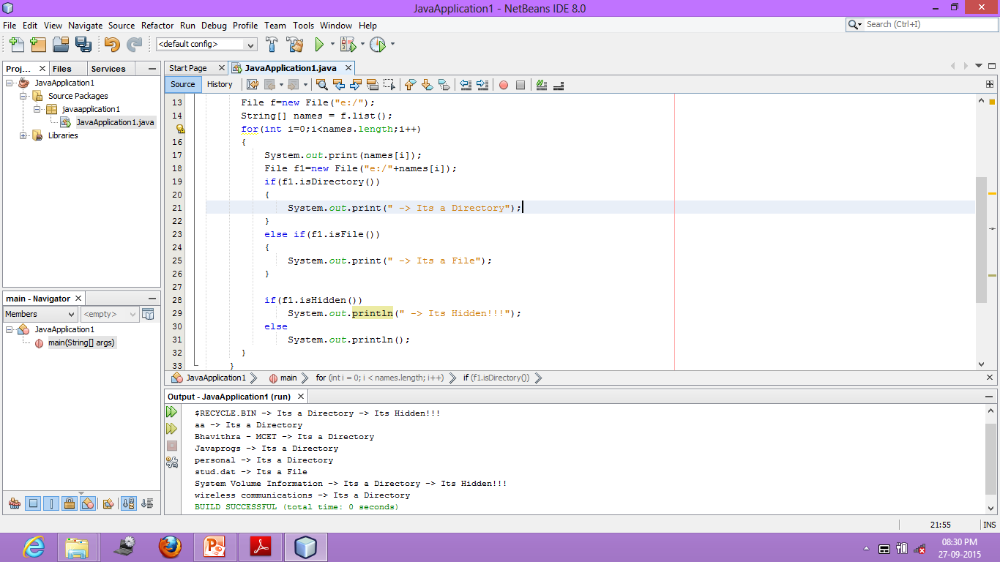 JavaApplication1 - NetBeans IDE 8.0
File Edit View Navigate Source Refactor Run Debug Profile Team Tools Window Help
Search (Ctrl+I)
<default config>
Proj... Files Services
JavaApplication1
Source Packages
javaapplication1
JavaApplication1.java
Libraries
Start Page JavaApplication1.java
Source History
13 File f=new File("e:/");
14 String[] names = f.list();
for(int i=0;i<names.length;i++)
16 {
17 System.out.print(names[i]);
18 File f1=new File("e:/"+names[i]);
19 if(f1.isDirectory())
20 {
21 System.out.print(" -> Its a Directory");
22 }
23 else if(f1.isFile())
24 {
25 System.out.print(" -> Its a File");
26 }
27
28 if(f1.isHidden())
29 System.out.println(" -> Its Hidden!!!");
30 else
31 System.out.println();
32 }
33 }
JavaApplication1 main for (int i = 0; i < names.length; i++) if (f1.isDirectory())
main - Navigator
Members <empty>
JavaApplication1
main(String[] args)
Output - JavaApplication1 (run)
$RECYCLE.BIN -> Its a Directory -> Its Hidden!!!
aa -> Its a Directory
Bhavithra - MCET -> Its a Directory
Javaprogs -> Its a Directory
personal -> Its a Directory
stud.dat -> Its a File
System Volume Information -> Its a Directory -> Its Hidden!!!
wireless communications -> Its a Directory
BUILD SUCCESSFUL (total time: 0 seconds)
21:55 INS
08:30 PM
27-09-2015